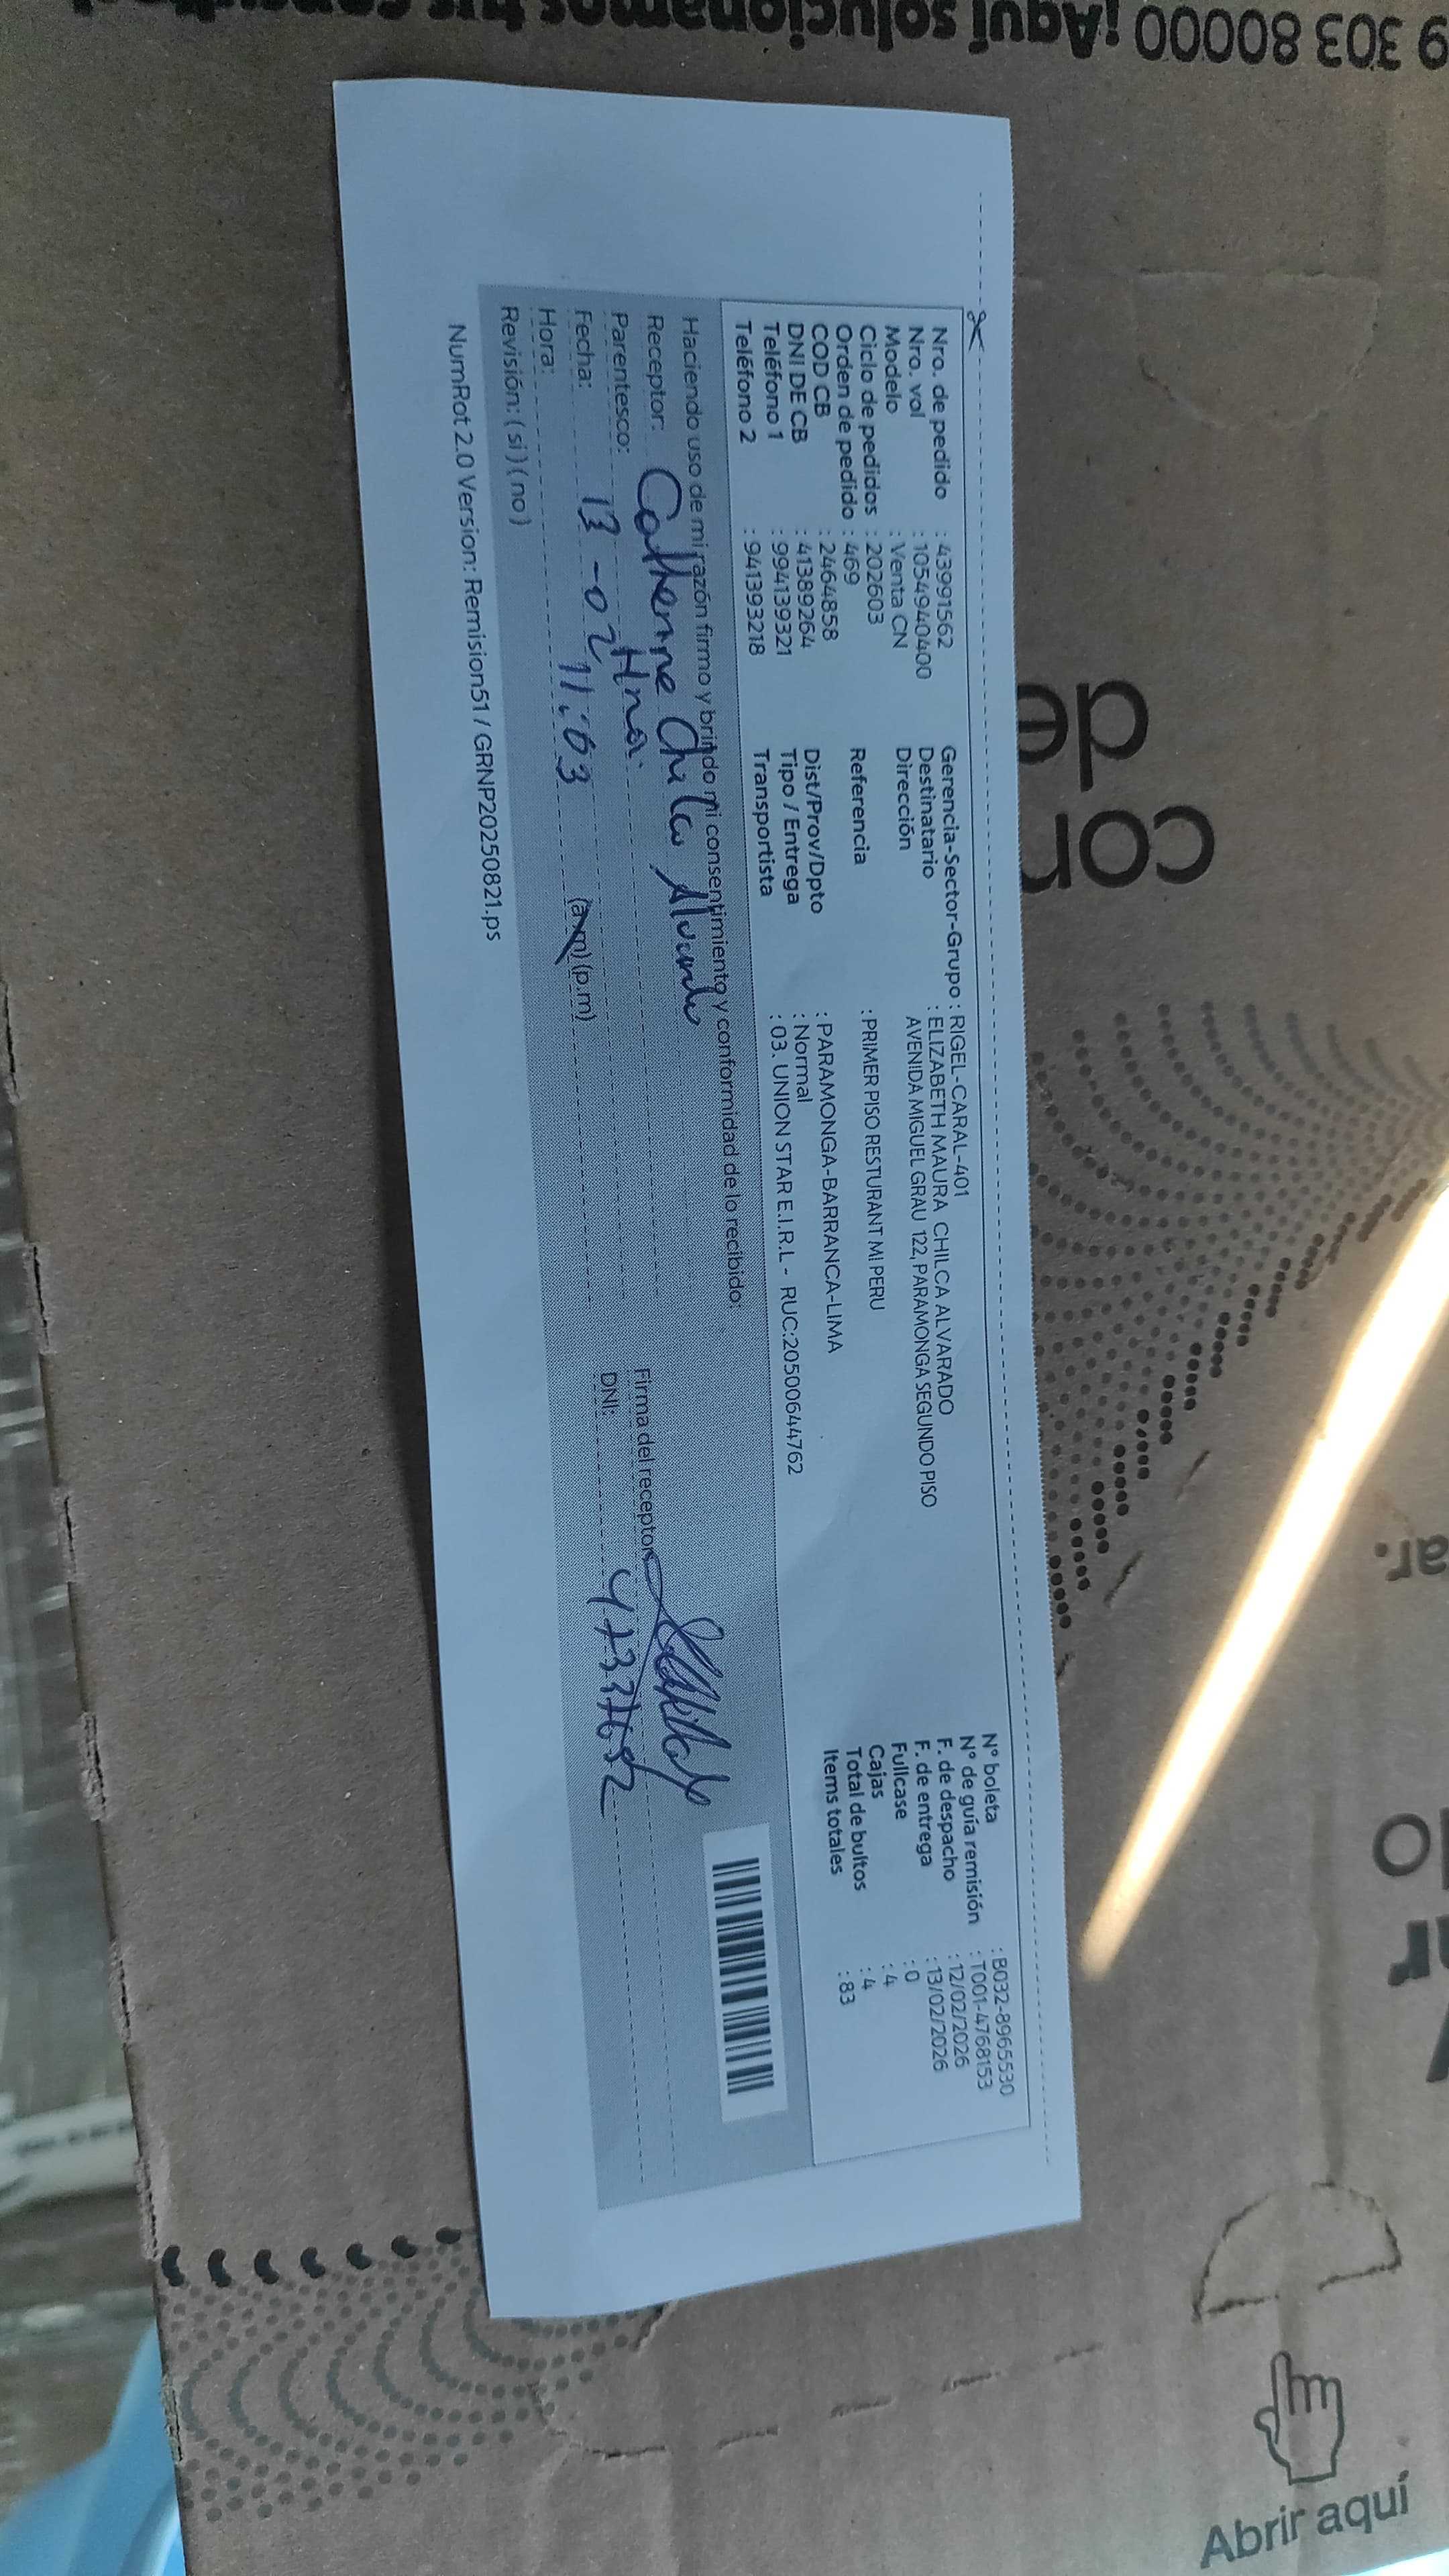 9 303 80000 ¡Aquí solucionamos tus
Nro. de pedido : 43991562
Nro. vol : 1054940400
Modelo : Venta CN
Ciclo de pedidos : 202603
Orden de pedido : 469
COD CB : 2464858
DNI DE CB : 41389264
Teléfono 1 : 994139321
Teléfono 2 : 941393218
Gerencia-Sector-Grupo : RIGEL-CARAL-401
Destinatario : ELIZABETH MAURA CHILCA ALVARADO
Dirección AVENIDA MIGUEL GRAU 122, PARAMONGA SEGUNDO PISO
Referencia : PRIMER PISO RESTURANT MI PERU
Dist/Prov/Dpto : PARAMONGA-BARRANCA-LIMA
Tipo / Entrega : Normal
Transportista : 03. UNION STAR E.I.R.L - RUC:20500644762
N° boleta : B032-8965530
N° de guía remisión : T001-4768153
F. de despacho : 12/02/2026
F. de entrega : 13/02/2026
Fullcase : 0
Cajas : 4
Total de bultos : 4
Items totales : 83
Haciendo uso de mi razón firmo y brindo mi consentimiento y conformidad de lo recibido:
Receptor: Catherine Chilca Alvarado
Parentesco: Hna.
Fecha: 13-02
Hora: 11:03 (a.m) (p.m)
Revisión: ( si ) ( no )
Firma del receptor:
DNI:
NumRot 2.0 Version: Remision51 / GRNP20250821.ps
Abrir aquí